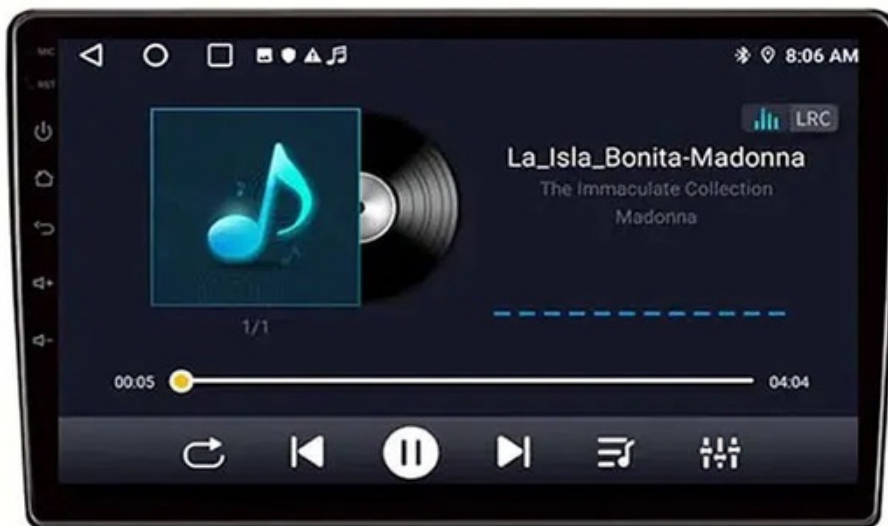 MIC
8:06 AM
RST
LRC
La_Isla_Bonita-Madonna
The Immaculate Collection
Madonna
1/1
00:05
04:04